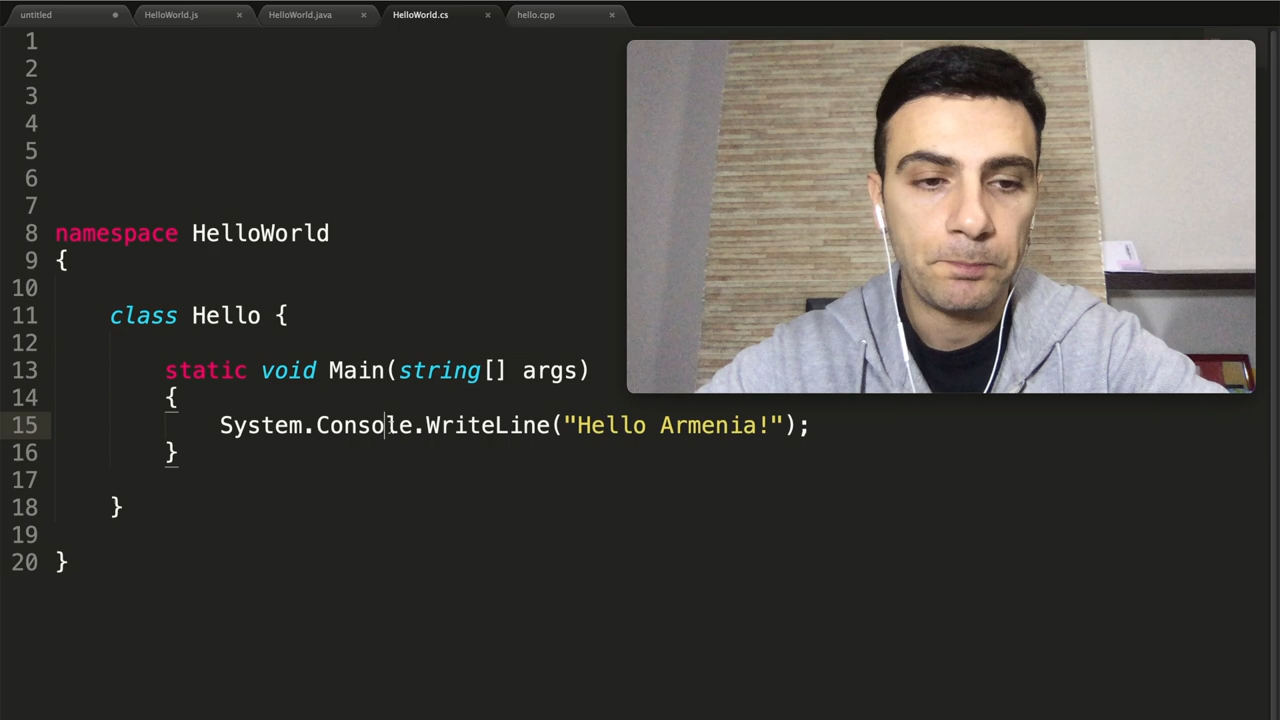 untitled
HelloWorld.js
HelloWorld.java
HelloWorld.cs
hello.cpp
1
2
3
4
5
6
7
8 namespace HelloWorld
9 {
10
11 class Hello {
12
13 static void Main(string[] args)
14 {
15 System.Console.WriteLine("Hello Armenia!");
16 }
17
18 }
19
20 }